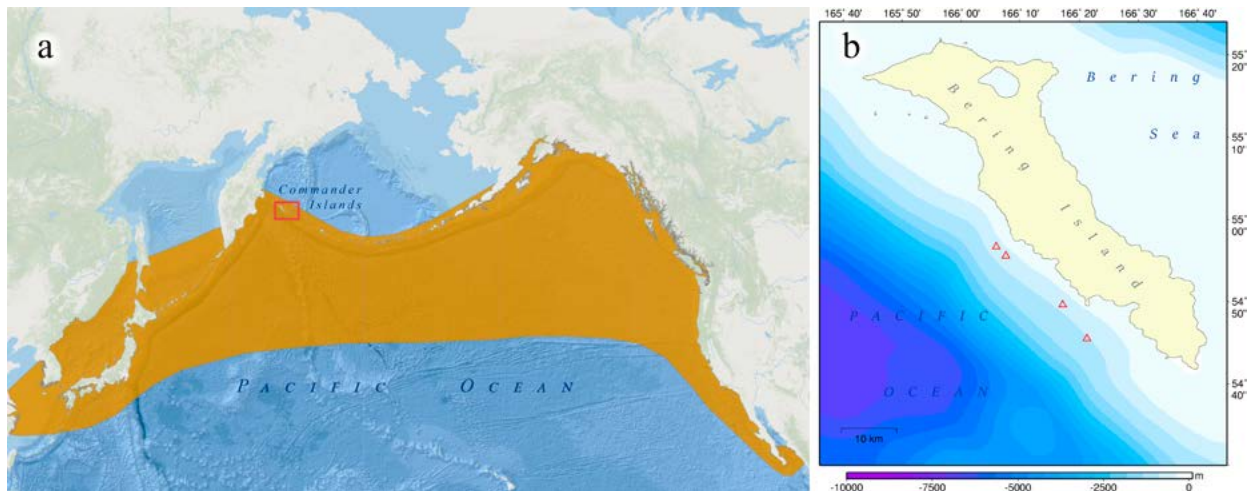 a
Commander
Islands
PACIFIC OCEAN
165 40' 165 50' 166 00' 166 10' 166 20' 166 30' 166 40'
b
55
20'
Bering
Sea
Bering Island
55
10'
55
00'
54
50'
PACIFIC
OCEAN
54
40'
10 km
m
-10000 -7500 -5000 -2500 0